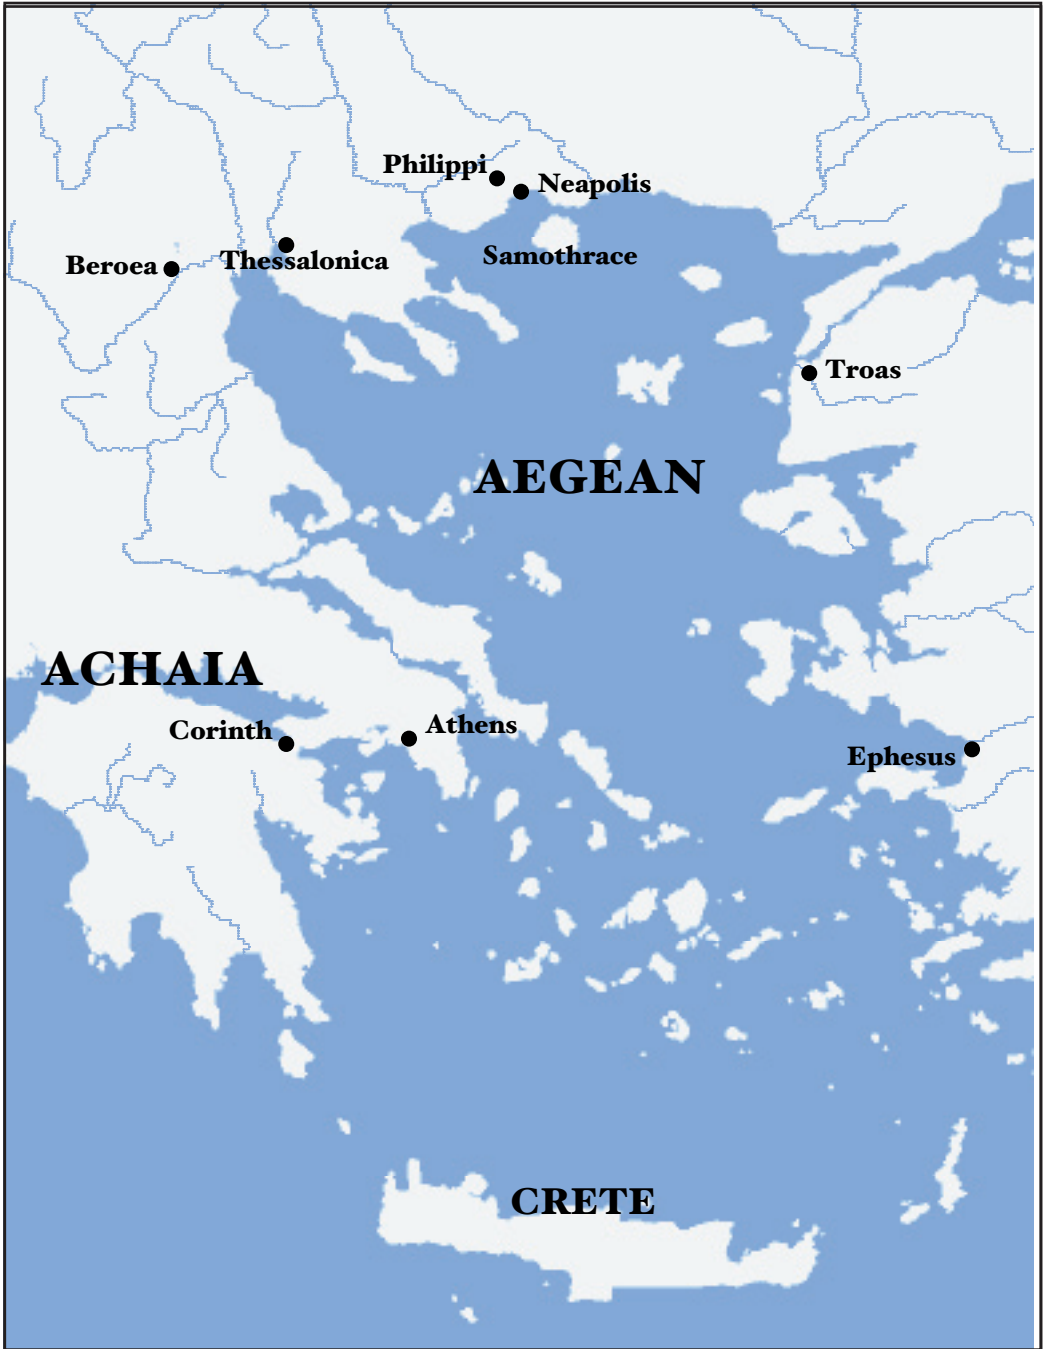 Philippi
Neapolis
Samothrace
Thessalonica
Beroea
Troas
AEGEAN
ACHAIA
Corinth
Athens
Ephesus
CRETE